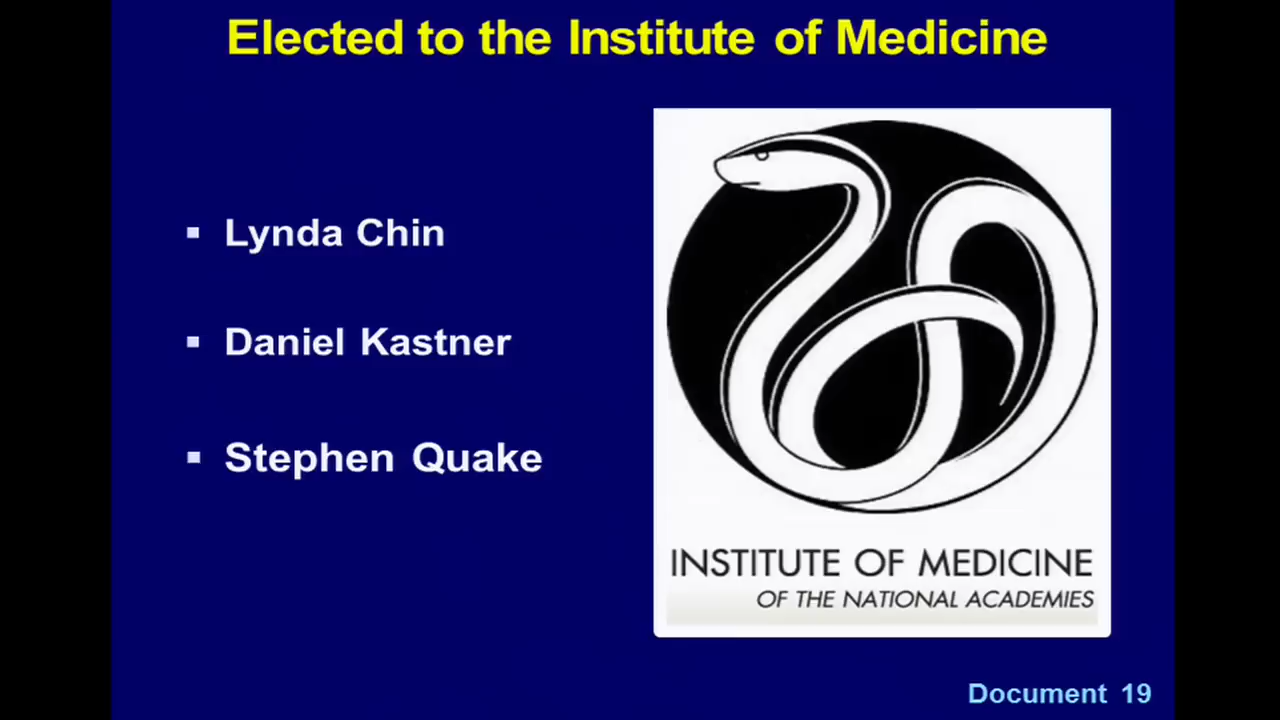 Elected to the Institute of Medicine
▪ Lynda Chin
▪ Daniel Kastner
▪ Stephen Quake
INSTITUTE OF MEDICINE
OF THE NATIONAL ACADEMIES
Document 19